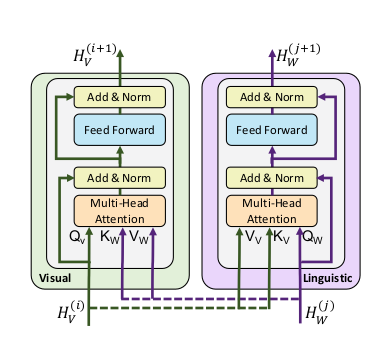 H_V^{(i+1)} H_W^{(j+1)}
Add & Norm Add & Norm
Feed Forward Feed Forward
Add & Norm Add & Norm
Multi-Head Multi-Head
Attention Attention
Q_V K_W V_W V_V K_V Q_W
Visual Linguistic
H_V^{(i)} H_W^{(j)}